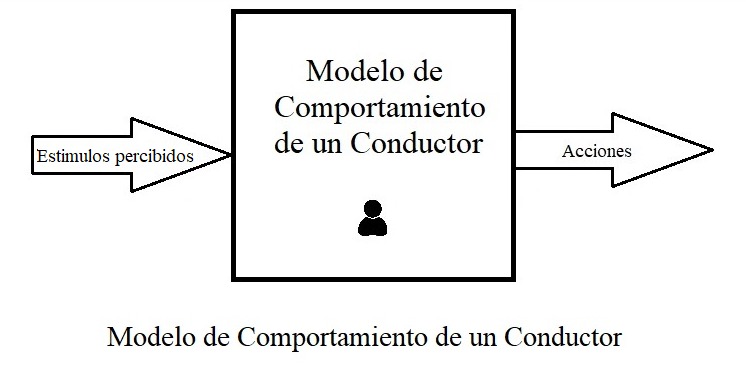 Modelo de
Comportamiento
de un Conductor
Estimulos percibidos
Acciones
Modelo de Comportamiento de un Conductor